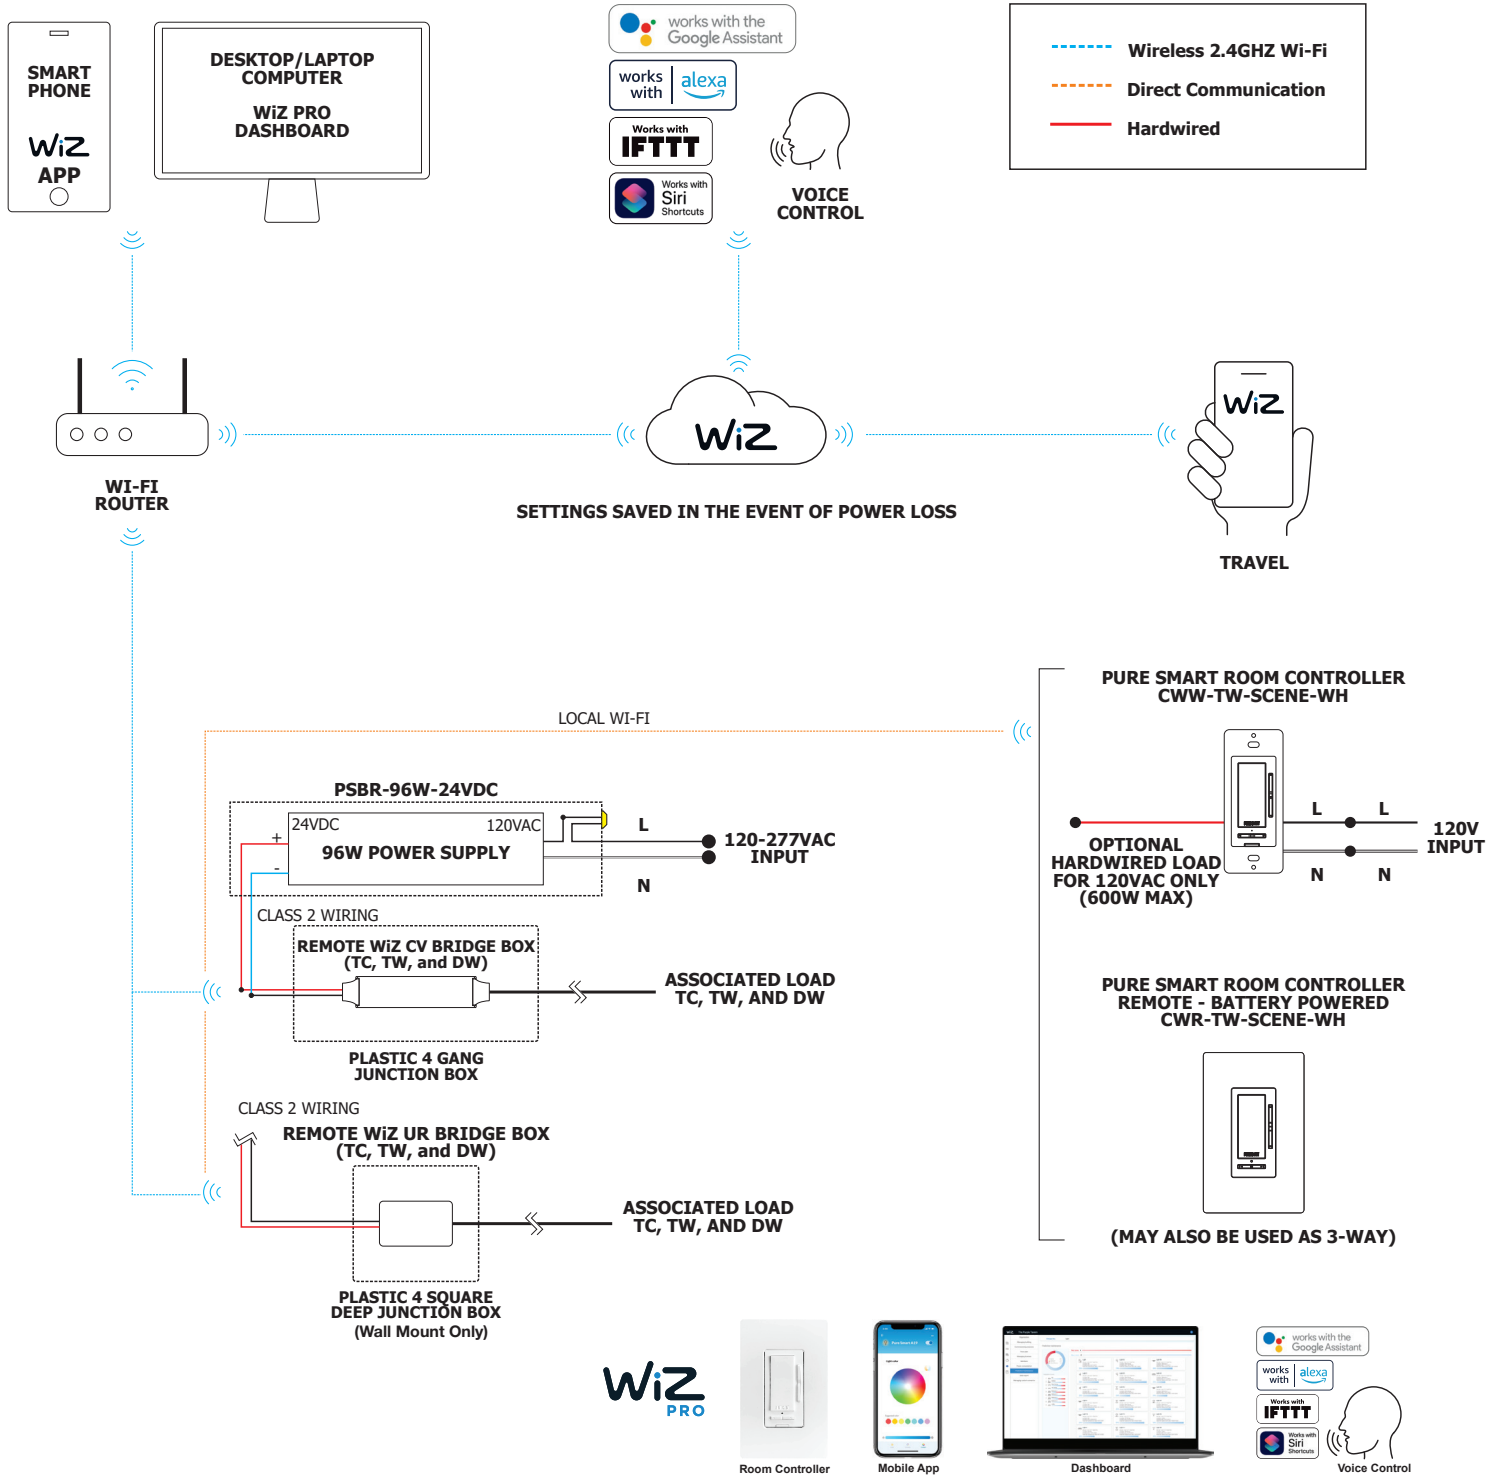 SMART
PHONE
WiZ
APP
DESKTOP/LAPTOP
COMPUTER
WiZ PRO
DASHBOARD
works with the
Google Assistant
works
with
alexa
Works with
IFTTT
Works with
Siri
Shortcuts
VOICE
CONTROL
Wireless 2.4GHZ Wi-Fi
Direct Communication
Hardwired
WI-FI
ROUTER
WiZ
SETTINGS SAVED IN THE EVENT OF POWER LOSS
WiZ
TRAVEL
LOCAL WI-FI
PSBR-96W-24VDC
24VDC
120VAC
96W POWER SUPPLY
+
-
L
N
120-277VAC
INPUT
CLASS 2 WIRING
REMOTE WiZ CV BRIDGE BOX
(TC, TW, and DW)
ASSOCIATED LOAD
TC, TW, AND DW
PLASTIC 4 GANG
JUNCTION BOX
CLASS 2 WIRING
REMOTE WiZ UR BRIDGE BOX
(TC, TW, and DW)
ASSOCIATED LOAD
TC, TW, AND DW
PLASTIC 4 SQUARE
DEEP JUNCTION BOX
(Wall Mount Only)
PURE SMART ROOM CONTROLLER
CWW-TW-SCENE-WH
OPTIONAL
HARDWIRED LOAD
FOR 120VAC ONLY
(600W MAX)
L
L
N
N
120V
INPUT
PURE SMART ROOM CONTROLLER
REMOTE - BATTERY POWERED
CWR-TW-SCENE-WH
(MAY ALSO BE USED AS 3-WAY)
WiZ
PRO
Room Controller
Mobile App
Dashboard
works with the
Google Assistant
works
with
alexa
Works with
IFTTT
Works with
Siri
Shortcuts
Voice Control